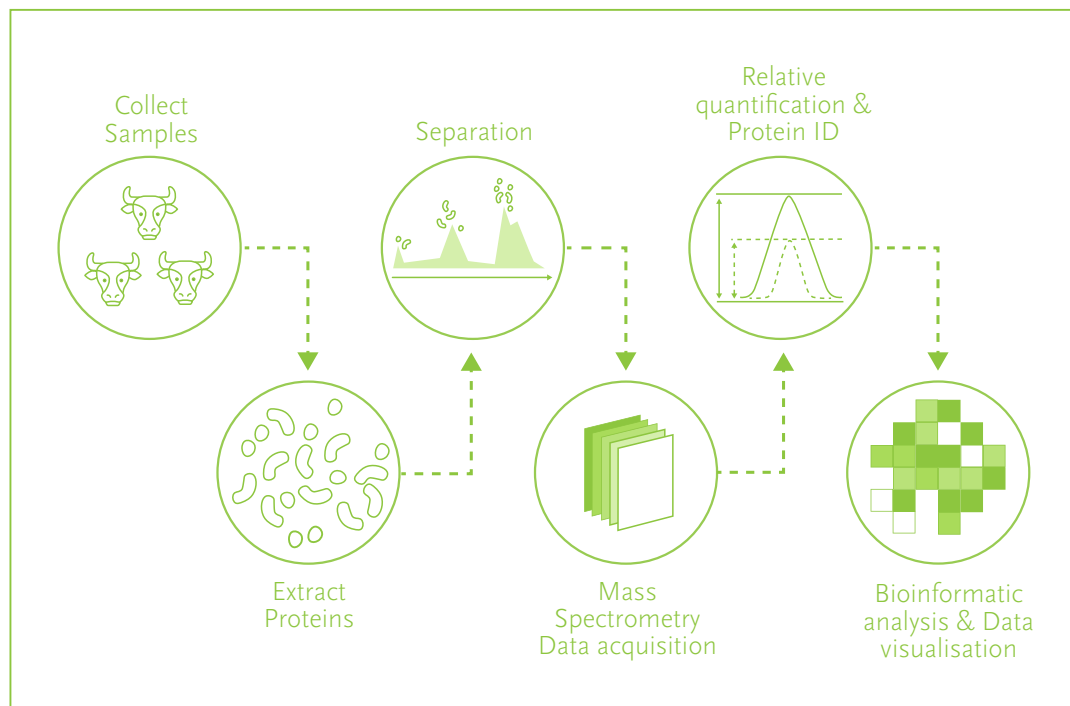 Collect
Samples
Extract
Proteins
Separation
Mass
Spectrometry
Data acquisition
Relative
quantification &
Protein ID
Bioinformatic
analysis & Data
visualisation